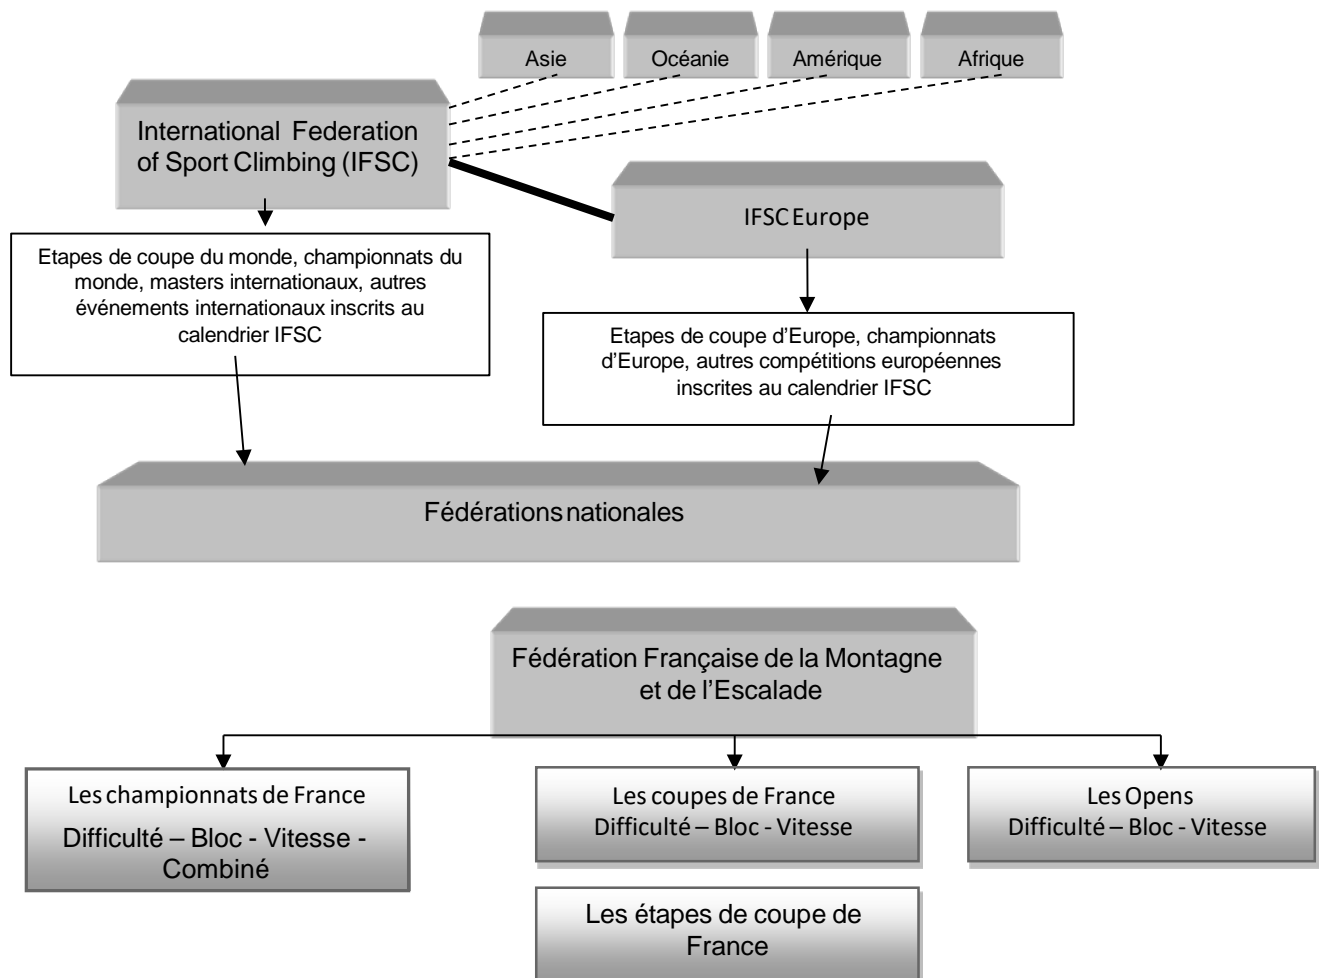 Asie
Océanie
Amérique
Afrique
International Federation
of Sport Climbing (IFSC)
IFSC Europe
Etapes de coupe du monde, championnats du
monde, masters internationaux, autres
événements internationaux inscrits au
calendrier IFSC
Etapes de coupe d’Europe, championnats
d’Europe, autres compétitions européennes
inscrites au calendrier IFSC
Fédérations nationales
Fédération Française de la Montagne
et de l’Escalade
Les championnats de France
Difficulté – Bloc - Vitesse -
Combiné
Les coupes de France
Difficulté – Bloc - Vitesse
Les Opens
Difficulté – Bloc - Vitesse
Les étapes de coupe de
France